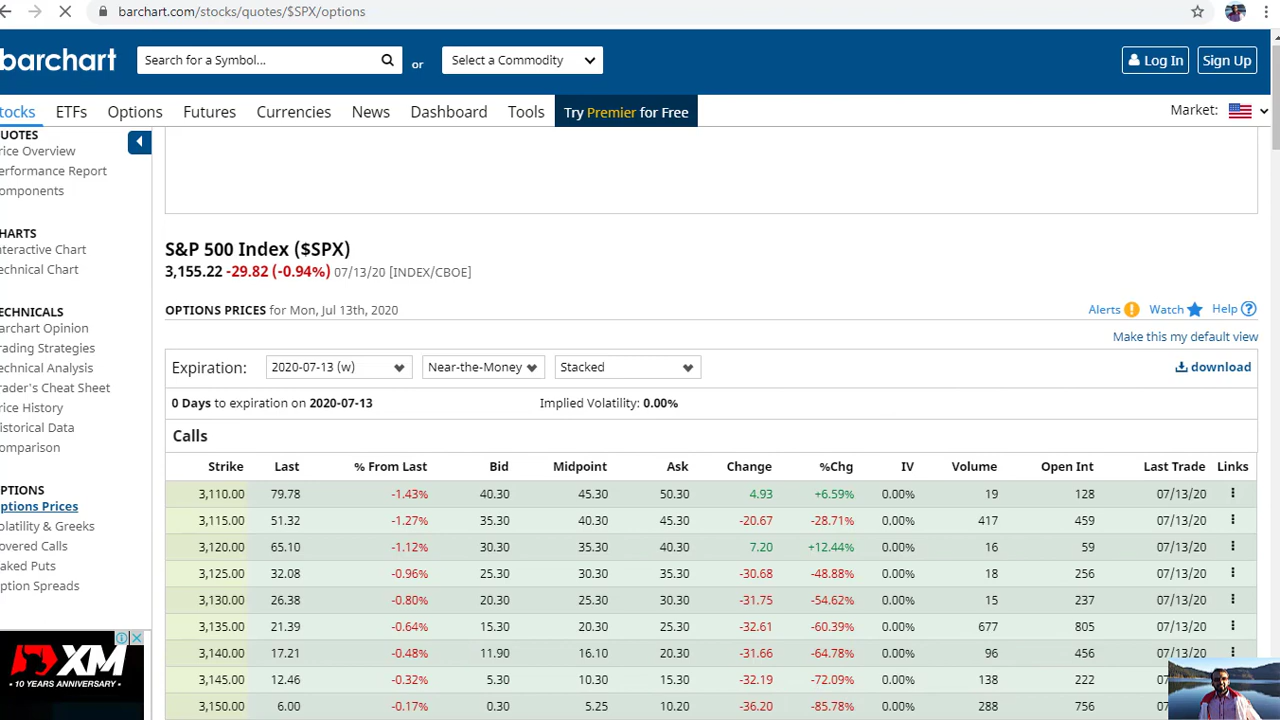 barchart.com/stocks/quotes/$SPX/options
barchart
Search for a Symbol...
or
Select a Commodity
Log In
Sign Up
tocks ETFs Options Futures Currencies News Dashboard Tools Try Premier for Free
Market:
UOTES
rice Overview
erformance Report
omponents
HARTS
nteractive Chart
echnical Chart
ECHNICALS
archart Opinion
rading Strategies
echnical Analysis
rader's Cheat Sheet
rice History
istorical Data
omparison
PTIONS
ptions Prices
olatility & Greeks
overed Calls
aked Puts
ption Spreads
XM
10 YEARS ANNIVERSARY
S&P 500 Index ($SPX)
3,155.22 -29.82 (-0.94%) 07/13/20 [INDEX/CBOE]
OPTIONS PRICES for Mon, Jul 13th, 2020
Alerts Watch Help
Make this my default view
Expiration: 2020-07-13 (w) Near-the-Money Stacked download
0 Days to expiration on 2020-07-13 Implied Volatility: 0.00%
Calls
Strike Last % From Last Bid Midpoint Ask Change %Chg IV Volume Open Int Last Trade Links
3,110.00 79.78 -1.43% 40.30 45.30 50.30 4.93 +6.59% 0.00% 19 128 07/13/20
3,115.00 51.32 -1.27% 35.30 40.30 45.30 -20.67 -28.71% 0.00% 417 459 07/13/20
3,120.00 65.10 -1.12% 30.30 35.30 40.30 7.20 +12.44% 0.00% 16 59 07/13/20
3,125.00 32.08 -0.96% 25.30 30.30 35.30 -30.68 -48.88% 0.00% 18 256 07/13/20
3,130.00 26.38 -0.80% 20.30 25.30 30.30 -31.75 -54.62% 0.00% 15 237 07/13/20
3,135.00 21.39 -0.64% 15.30 20.30 25.30 -32.61 -60.39% 0.00% 677 805 07/13/20
3,140.00 17.21 -0.48% 11.90 16.10 20.30 -31.66 -64.78% 0.00% 96 456 07/13/20
3,145.00 12.46 -0.32% 5.30 10.30 15.30 -32.19 -72.09% 0.00% 138 222 07/13/20
3,150.00 6.00 -0.17% 0.30 5.25 10.20 -36.20 -85.78% 0.00% 288 756 07/13/20